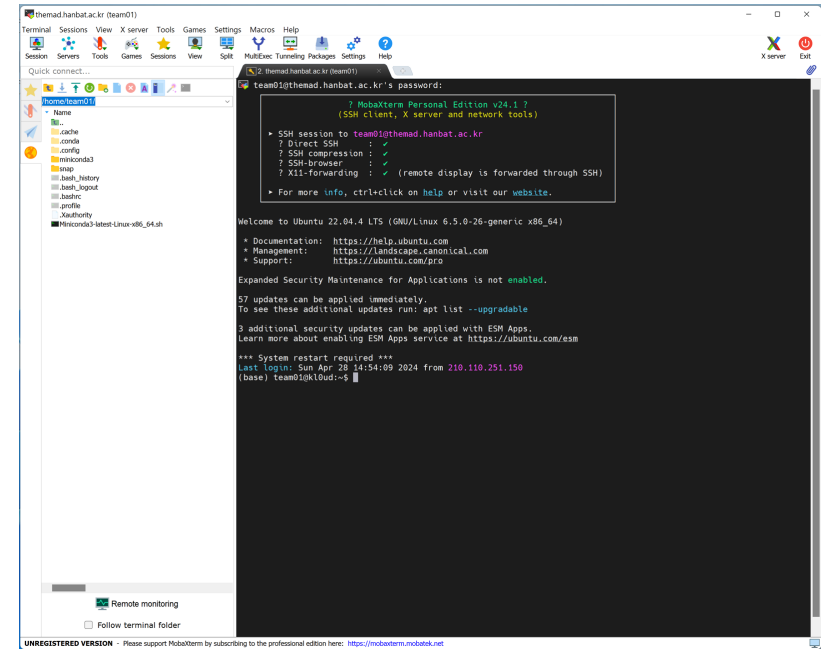 themad.hanbat.ac.kr (team01)
Terminal Sessions View X server Tools Games Settings Macros Help
Session Servers Tools Games Sessions View Split MultiExec Tunneling Packages Settings Help X server Exit
Quick connect...
2. themad.hanbat.ac.kr (team01)
/home/team01/
Name
..
.cache
.conda
.config
miniconda3
snap
.bash_history
.bash_logout
.bashrc
.profile
.Xauthority
Miniconda3-latest-Linux-x86_64.sh
Remote monitoring
Follow terminal folder
team01@themad.hanbat.ac.kr's password:
? MobaXterm Personal Edition v24.1 ?
(SSH client, X server and network tools)
➤ SSH session to team01@themad.hanbat.ac.kr
? Direct SSH : ✔
? SSH compression : ✔
? SSH-browser : ✔
? X11-forwarding : ✔ (remote display is forwarded through SSH)
➤ For more info, ctrl+click on help or visit our website.
Welcome to Ubuntu 22.04.4 LTS (GNU/Linux 6.5.0-26-generic x86_64)
* Documentation: https://help.ubuntu.com
* Management: https://landscape.canonical.com
* Support: https://ubuntu.com/pro
Expanded Security Maintenance for Applications is not enabled.
57 updates can be applied immediately.
To see these additional updates run: apt list --upgradable
3 additional security updates can be applied with ESM Apps.
Learn more about enabling ESM Apps service at https://ubuntu.com/esm
*** System restart required ***
Last login: Sun Apr 28 14:54:09 2024 from 210.110.251.150
(base) team01@kl0ud:~$
UNREGISTERED VERSION - Please support MobaXterm by subscribing to the professional edition here: https://mobaxterm.mobatek.net